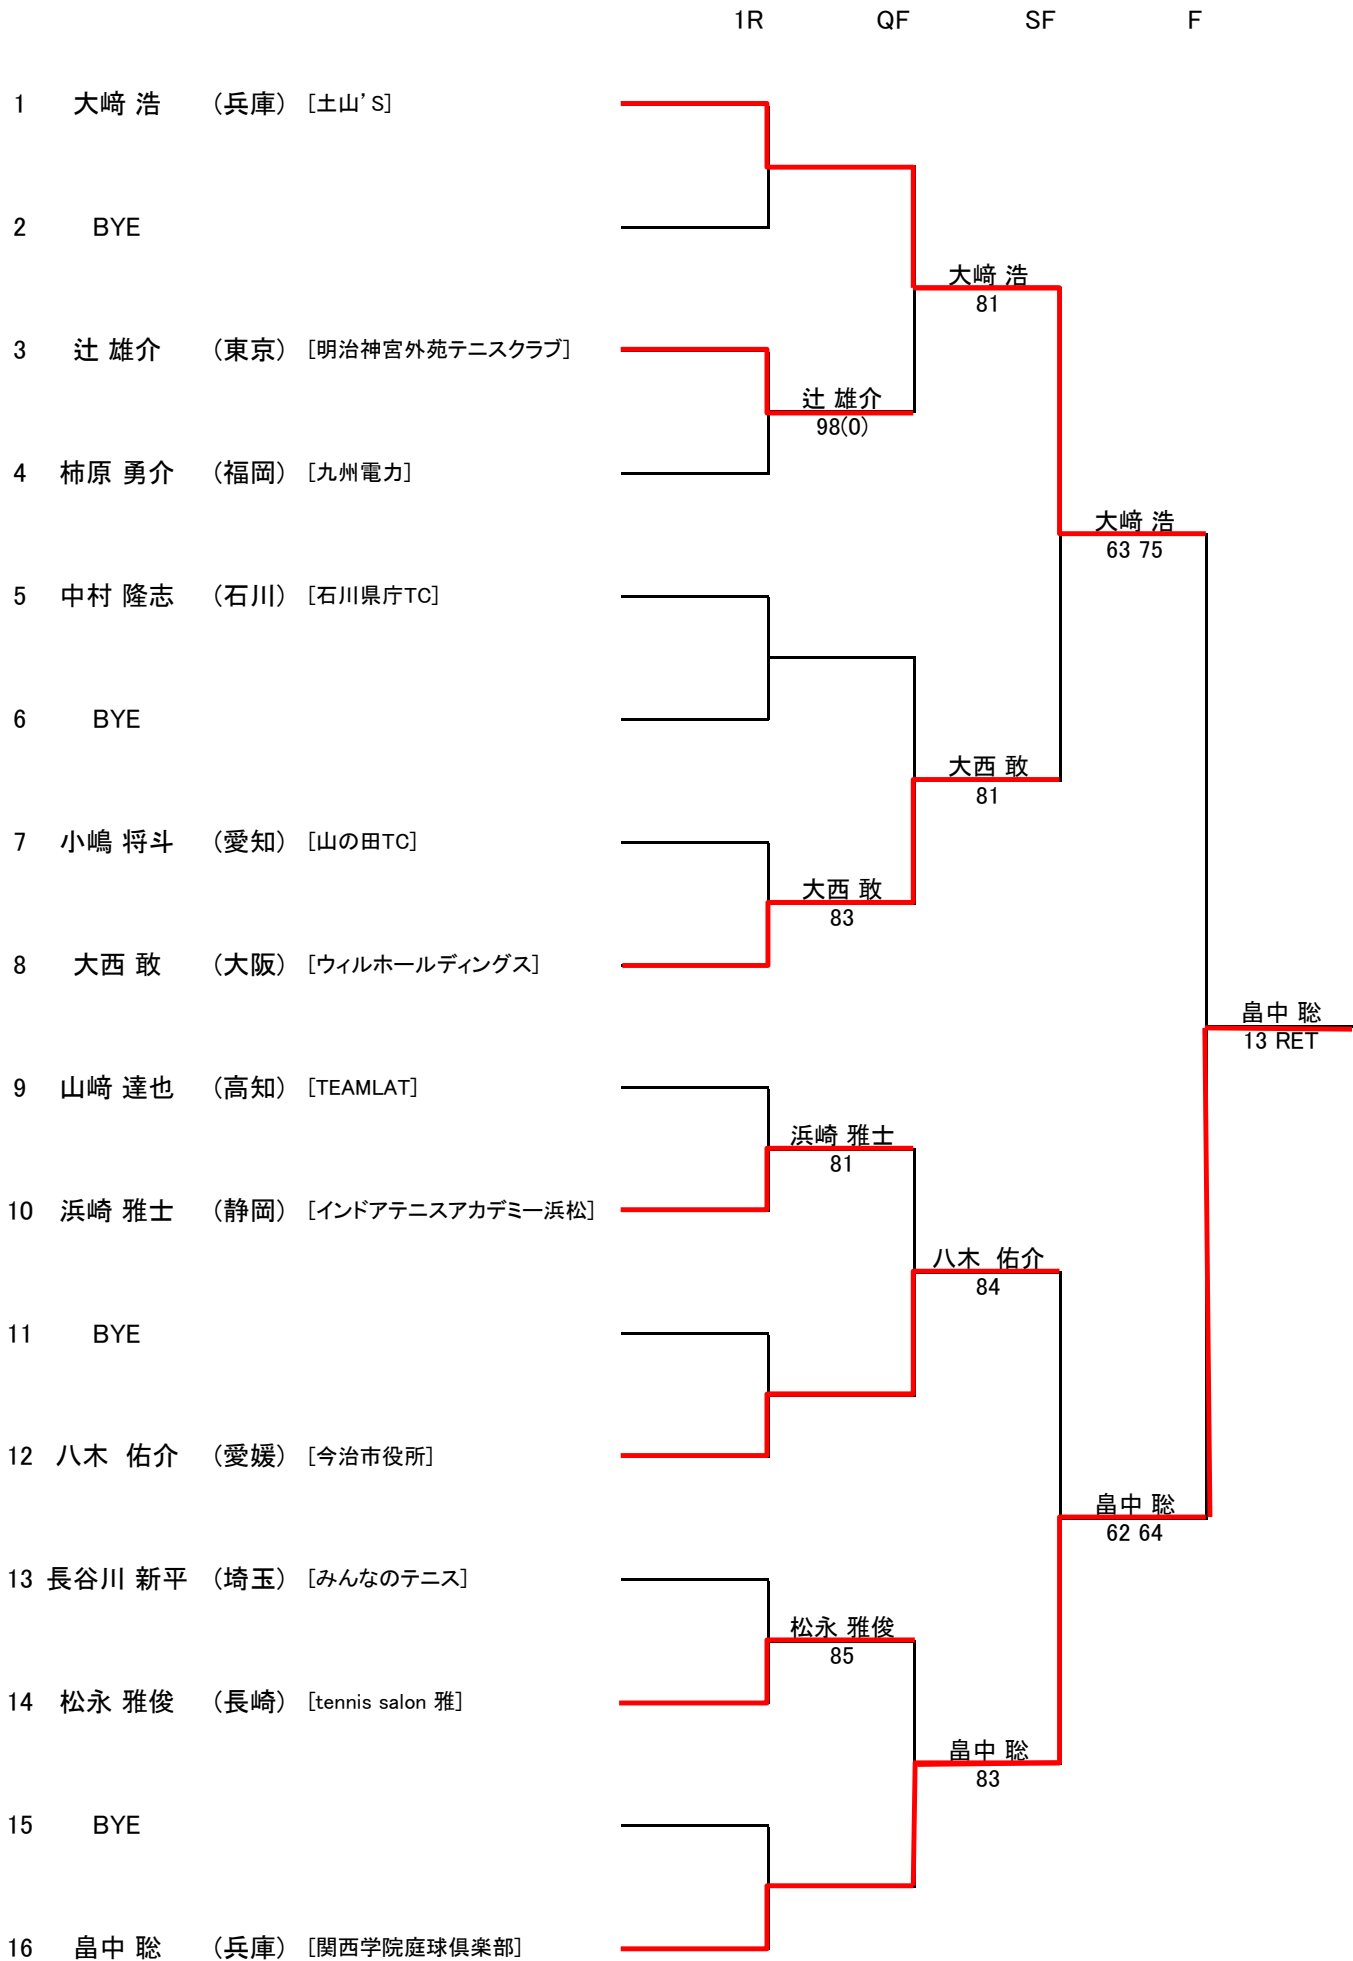 1R QF SF F
1 大﨑 浩 （兵庫） [土山’S]
2 BYE
大﨑 浩
81
3 辻 雄介 （東京） [明治神宮外苑テニスクラブ]
辻 雄介
98(0)
4 柿原 勇介 （福岡） [九州電力]
大﨑 浩
63 75
5 中村 隆志 （石川） [石川県庁TC]
6 BYE
大西 敢
81
7 小嶋 将斗 （愛知） [山の田TC]
大西 敢
83
8 大西 敢 （大阪） [ウィルホールディングス]
畠中 聡
13 RET
9 山﨑 達也 （高知） [TEAMLAT]
浜崎 雅士
81
10 浜崎 雅士 （静岡） [インドアテニスアカデミー浜松]
八木 佑介
84
11 BYE
12 八木 佑介 （愛媛） [今治市役所]
畠中 聡
62 64
13 長谷川 新平 （埼玉） [みんなのテニス]
松永 雅俊
85
14 松永 雅俊 （長崎） [tennis salon 雅]
畠中 聡
83
15 BYE
16 畠中 聡 （兵庫） [関西学院庭球倶楽部]